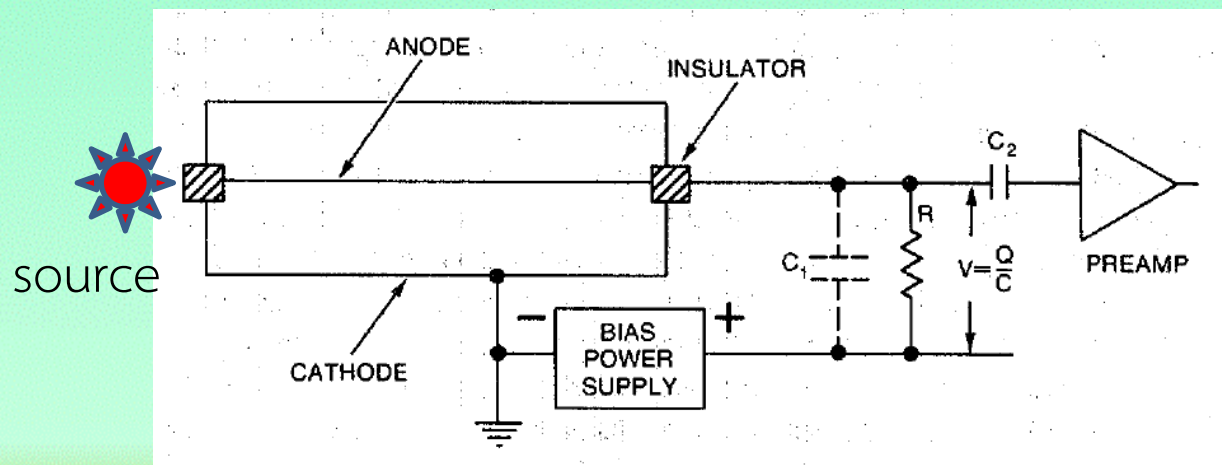 ANODE
INSULATOR
C₂
R
C₁
V=Q/C
PREAMP
source
− +
BIAS
POWER
SUPPLY
CATHODE